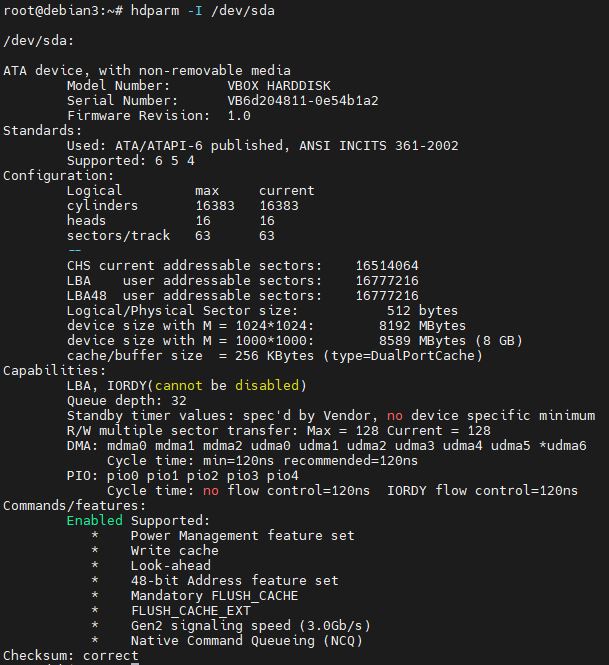 root@debian3:~# hdparm -I /dev/sda
/dev/sda:
ATA device, with non-removable media
Model Number: VBOX HARDDISK
Serial Number: VB6d204811-0e54b1a2
Firmware Revision: 1.0
Standards:
Used: ATA/ATAPI-6 published, ANSI INCITS 361-2002
Supported: 6 5 4
Configuration:
Logical max current
cylinders 16383 16383
heads 16 16
sectors/track 63 63
--
CHS current addressable sectors: 16514064
LBA user addressable sectors: 16777216
LBA48 user addressable sectors: 16777216
Logical/Physical Sector size: 512 bytes
device size with M = 1024*1024: 8192 MBytes
device size with M = 1000*1000: 8589 MBytes (8 GB)
cache/buffer size = 256 KBytes (type=DualPortCache)
Capabilities:
LBA, IORDY(cannot be disabled)
Queue depth: 32
Standby timer values: spec'd by Vendor, no device specific minimum
R/W multiple sector transfer: Max = 128 Current = 128
DMA: mdma0 mdma1 mdma2 udma0 udma1 udma2 udma3 udma4 udma5 *udma6
Cycle time: min=120ns recommended=120ns
PIO: pio0 pio1 pio2 pio3 pio4
Cycle time: no flow control=120ns IORDY flow control=120ns
Commands/features:
Enabled Supported:
* Power Management feature set
* Write cache
* Look-ahead
* 48-bit Address feature set
* Mandatory FLUSH_CACHE
* FLUSH_CACHE_EXT
* Gen2 signaling speed (3.0Gb/s)
* Native Command Queueing (NCQ)
Checksum: correct